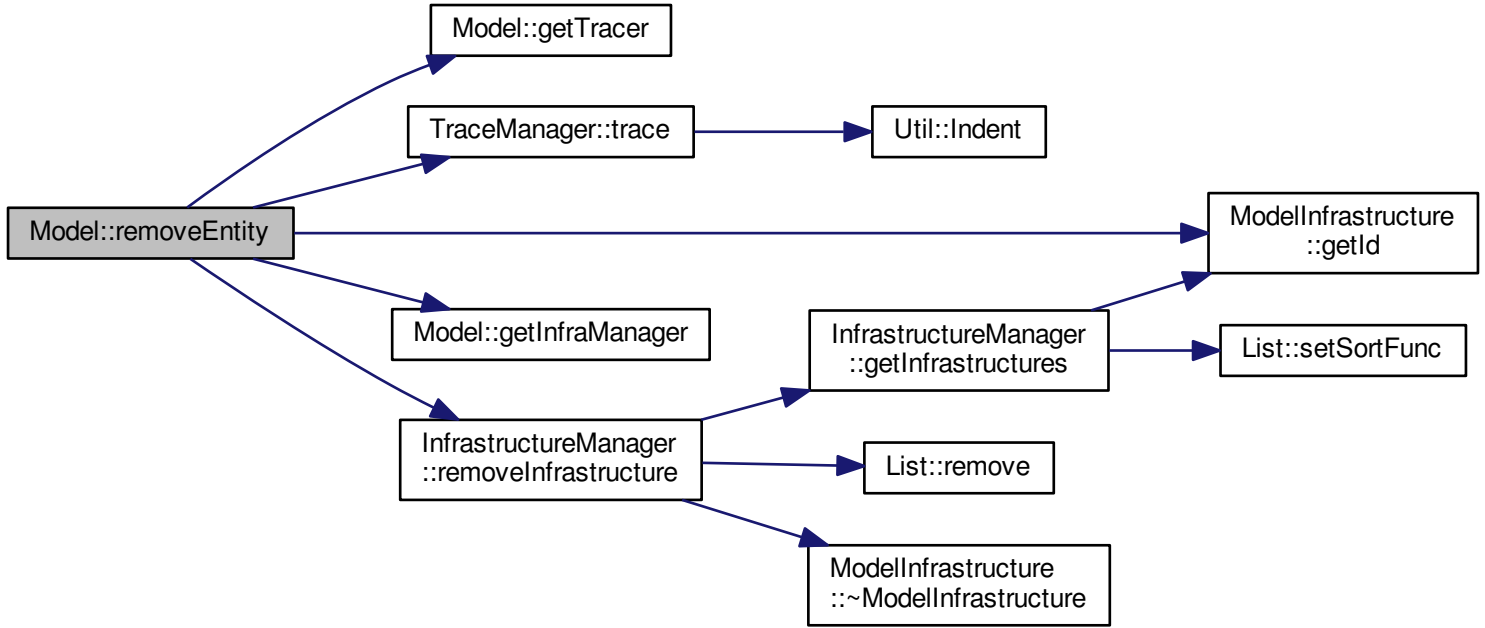 Model::getTracer
TraceManager::trace
Util::Indent
Model::removeEntity
ModelInfrastructure
::getId
Model::getInfraManager
InfrastructureManager
::getInfrastructures
List::setSortFunc
InfrastructureManager
::removeInfrastructure
List::remove
ModelInfrastructure
::~ModelInfrastructure